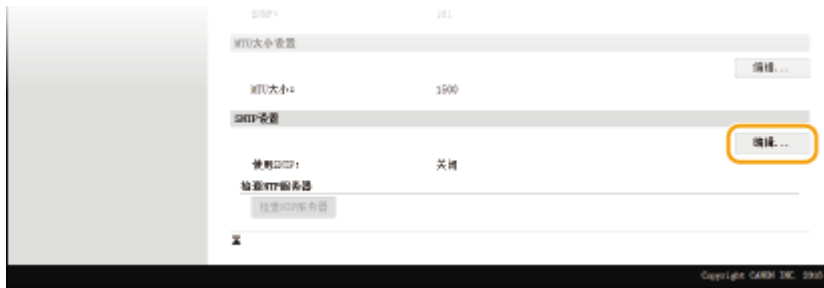 SNMP: 161
MTU大小设置
编辑...
MTU大小: 1500
SNTP设置
编辑...
使用SNTP: 关闭
检查NTP服务器
检查NTP服务器
Copyright CANON INC.